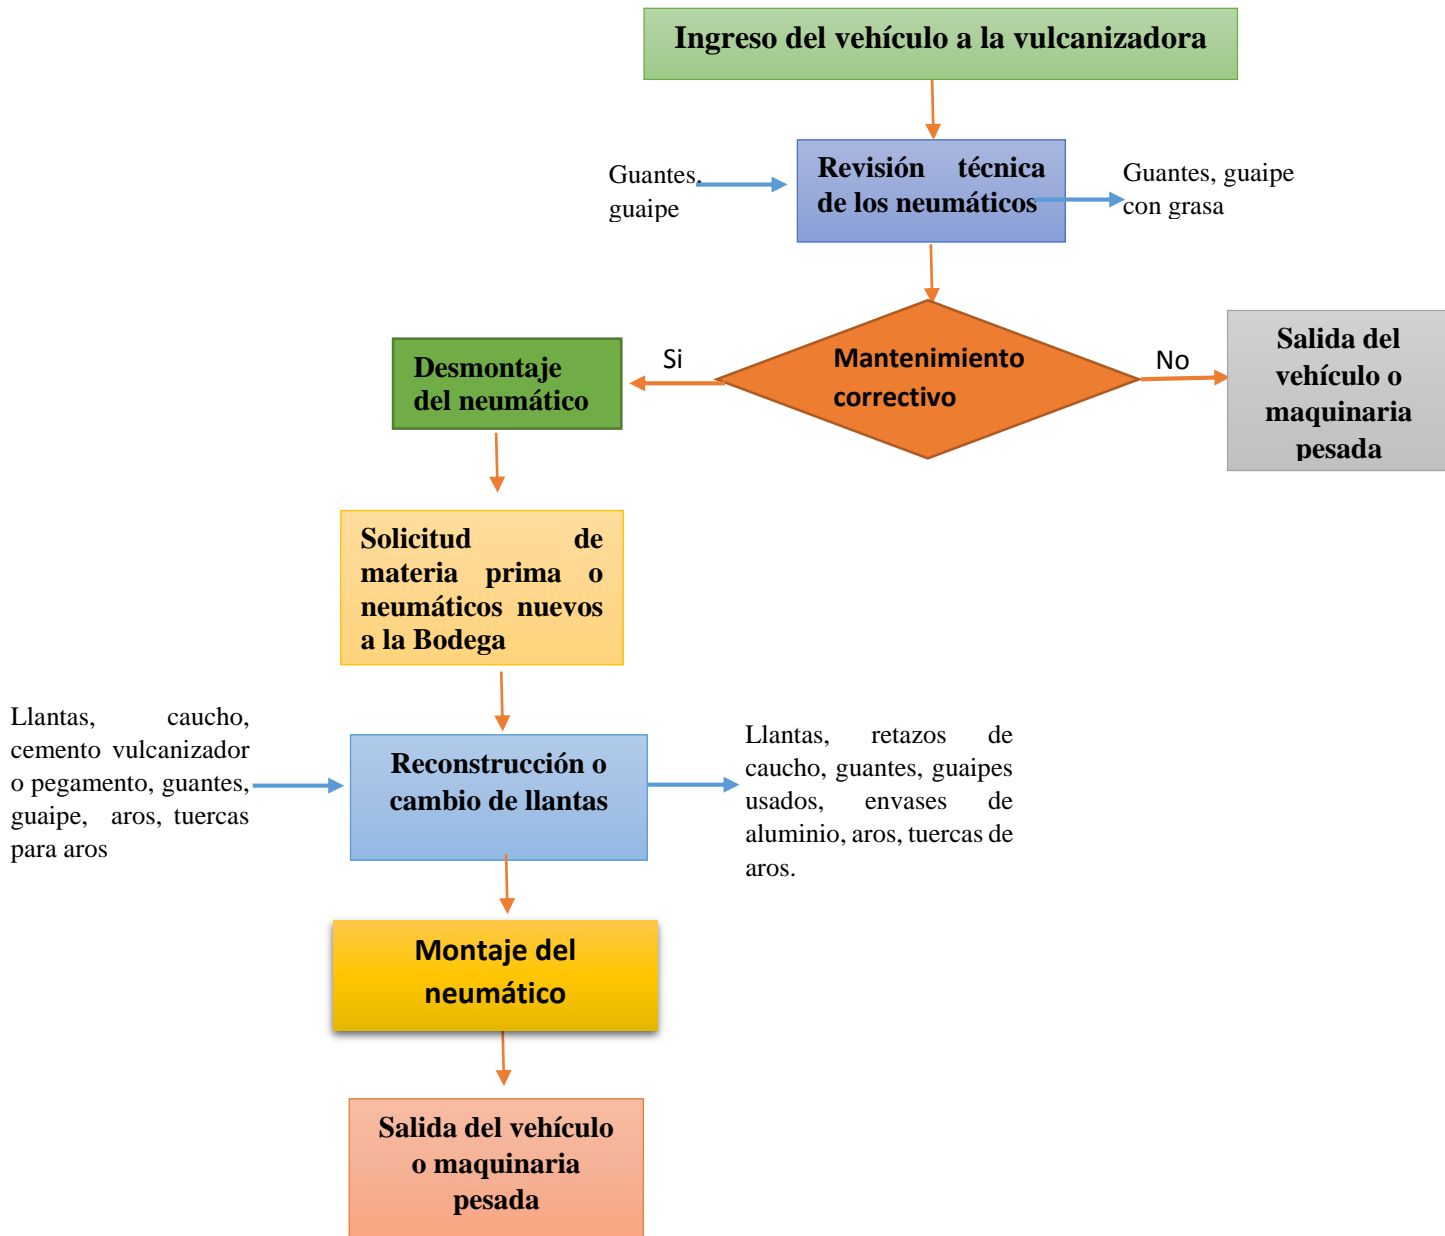 Ingreso del vehículo a la vulcanizadora
Guantes,
guaipe
Revisión técnica
de los neumáticos
Guantes, guaipe
con grasa
Mantenimiento
correctivo
Si
No
Desmontaje
del neumático
Salida del
vehículo o
maquinaria
pesada
Solicitud de
materia prima o
neumáticos nuevos
a la Bodega
Llantas, caucho,
cemento vulcanizador
o pegamento, guantes,
guaipe, aros, tuercas
para aros
Reconstrucción o
cambio de llantas
Llantas, retazos de
caucho, guantes, guaipes
usados, envases de
aluminio, aros, tuercas de
aros.
Montaje del
neumático
Salida del vehículo
o maquinaria
pesada